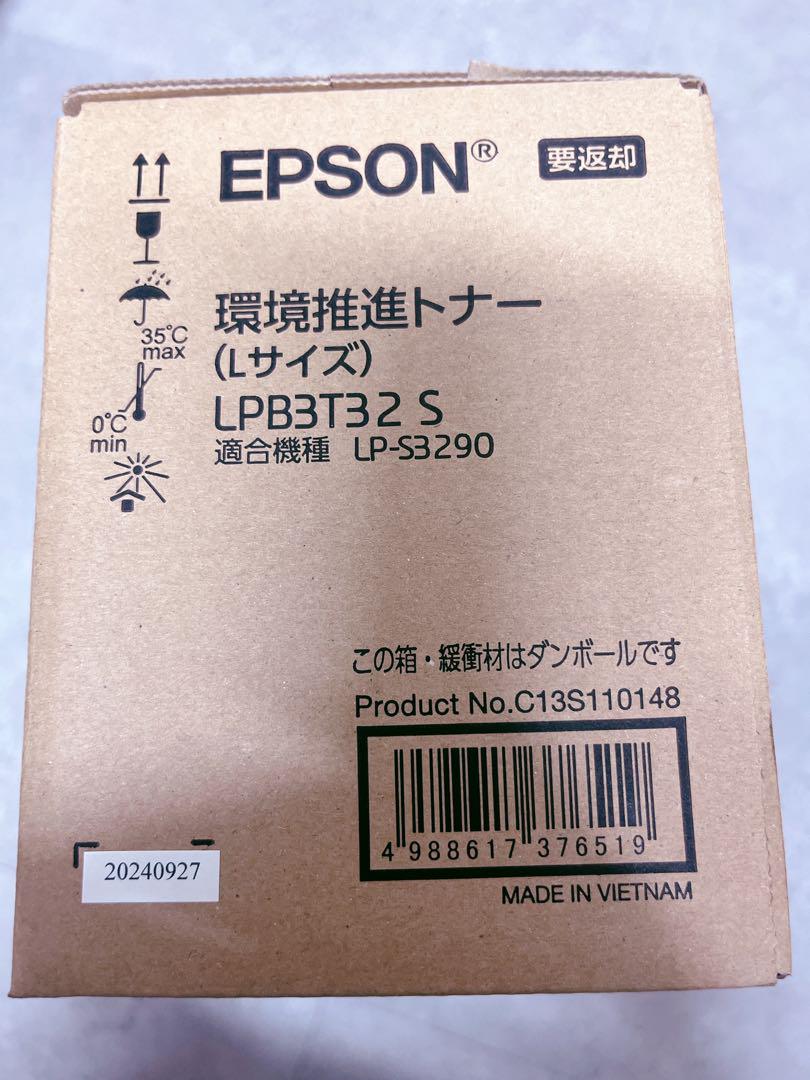 EPSON® 要返却
環境推進トナー
(Lサイズ)
LPB3T32 S
適合機種 LP-S3290
35℃
max
0℃
min
この箱・緩衝材はダンボールです
Product No.C13S110148
4 988617 376519
MADE IN VIETNAM
20240927